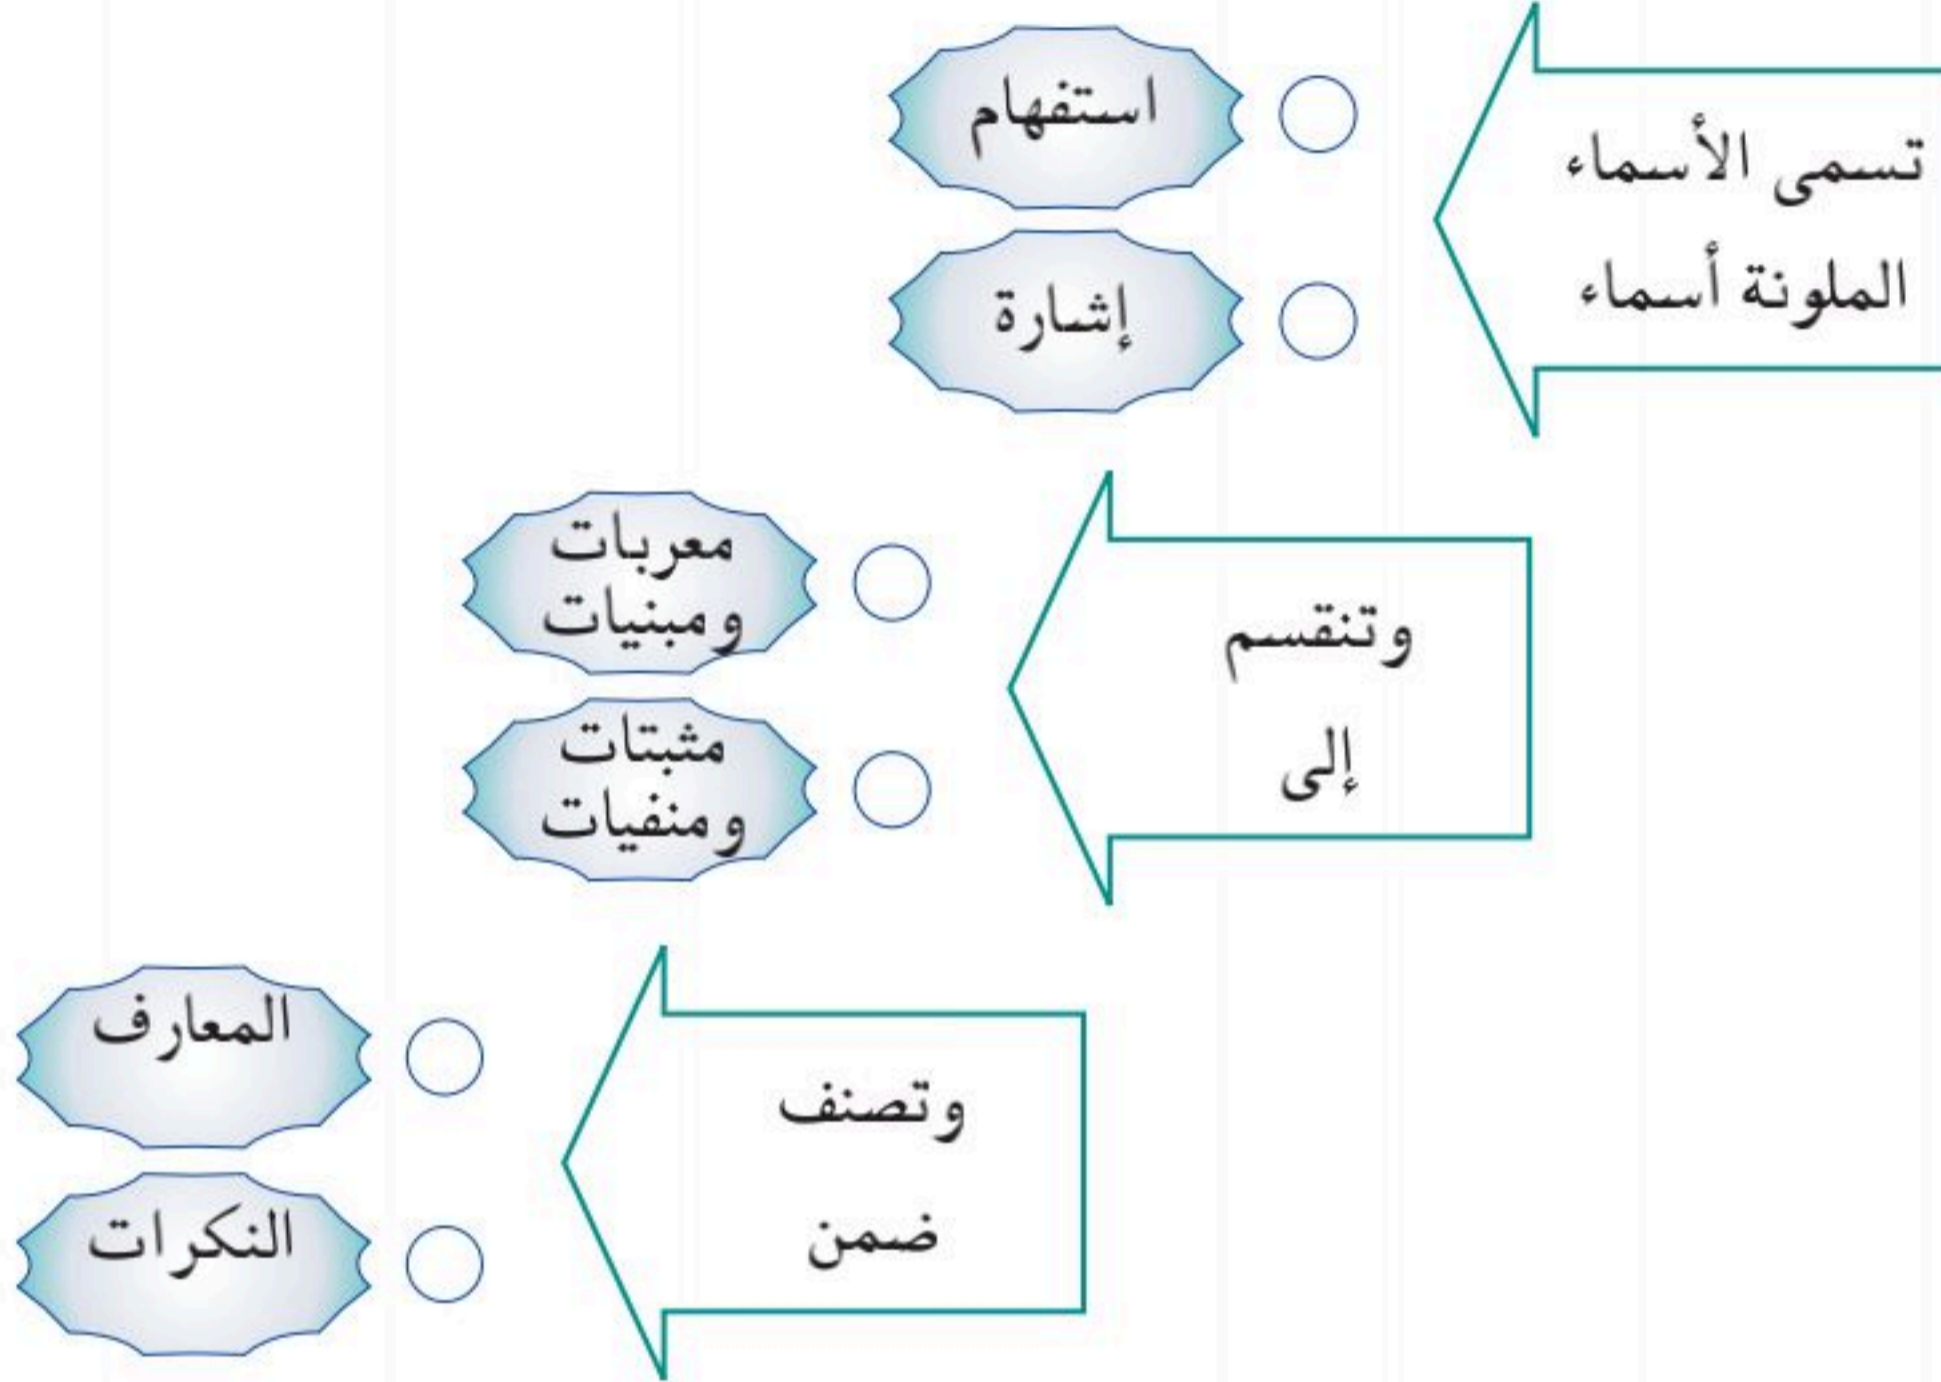 تسمى الأسماء
الملونة أسماء
استفهام
إشارة
وتنقسم
إلى
معربات
ومبنيات
مثبتات
ومنفيات
وتصنف
ضمن
المعارف
النكرات